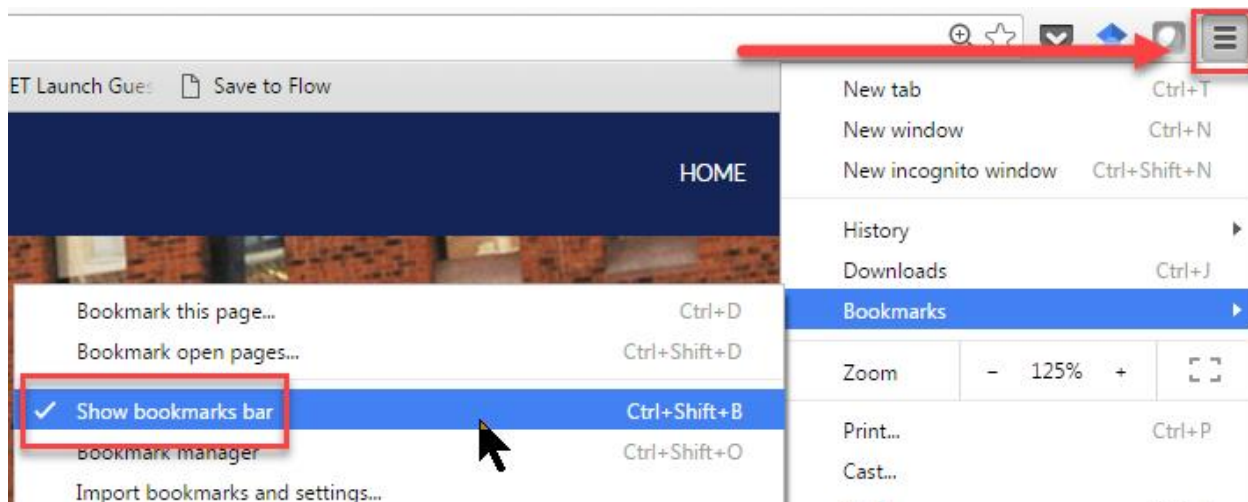 ET Launch Gues
Save to Flow
HOME
New tab Ctrl+T
New window Ctrl+N
New incognito window Ctrl+Shift+N
History
Downloads Ctrl+J
Bookmarks
Zoom - 125% +
Print... Ctrl+P
Cast...
Bookmark this page... Ctrl+D
Bookmark open pages... Ctrl+Shift+D
✓ Show bookmarks bar Ctrl+Shift+B
Bookmark manager Ctrl+Shift+O
Import bookmarks and settings...